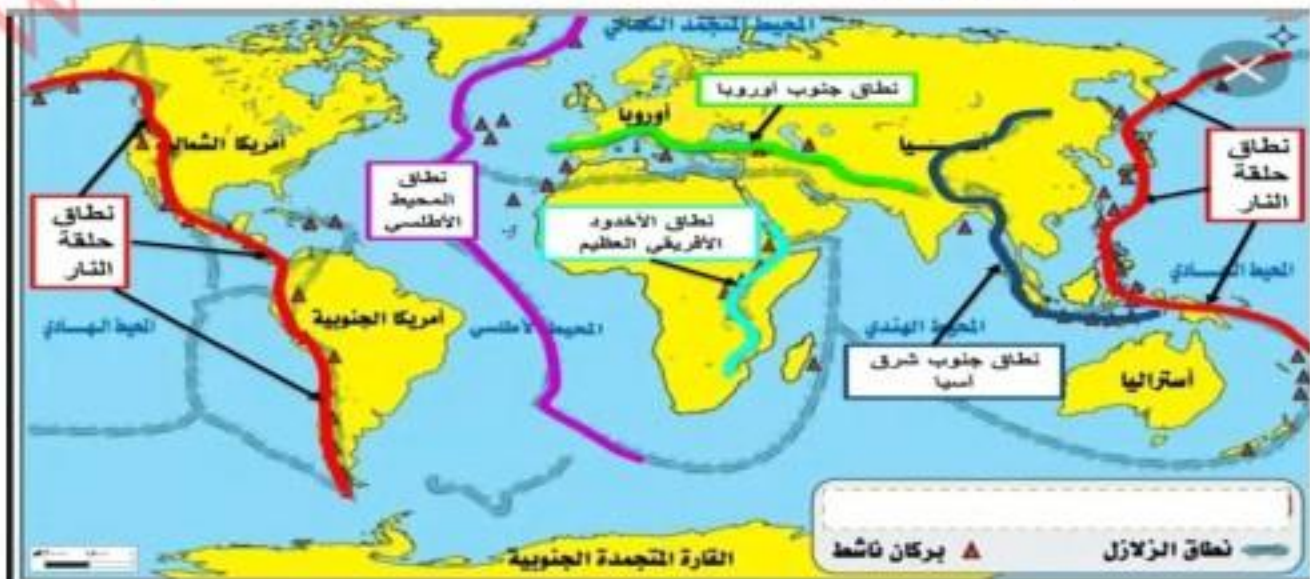 المحيط المتجمد الشمالي
نطاق جنوب أوروبا
أوروبا
آسيا
أمريكا الشمالية
نطاق
حلقة
النار
نطاق
المحيط
الأطلسي
نطاق الأخدود
الأفريقي العظيم
نطاق
حلقة
النار
المحيط الهادي
المحيط الهادي
أمريكا الجنوبية
المحيط الأطلسي
المحيط الهندي
نطاق جنوب شرق
آسيا
أستراليا
القارة المتجمدة الجنوبية
بركان ناشط
نطاق الزلازل